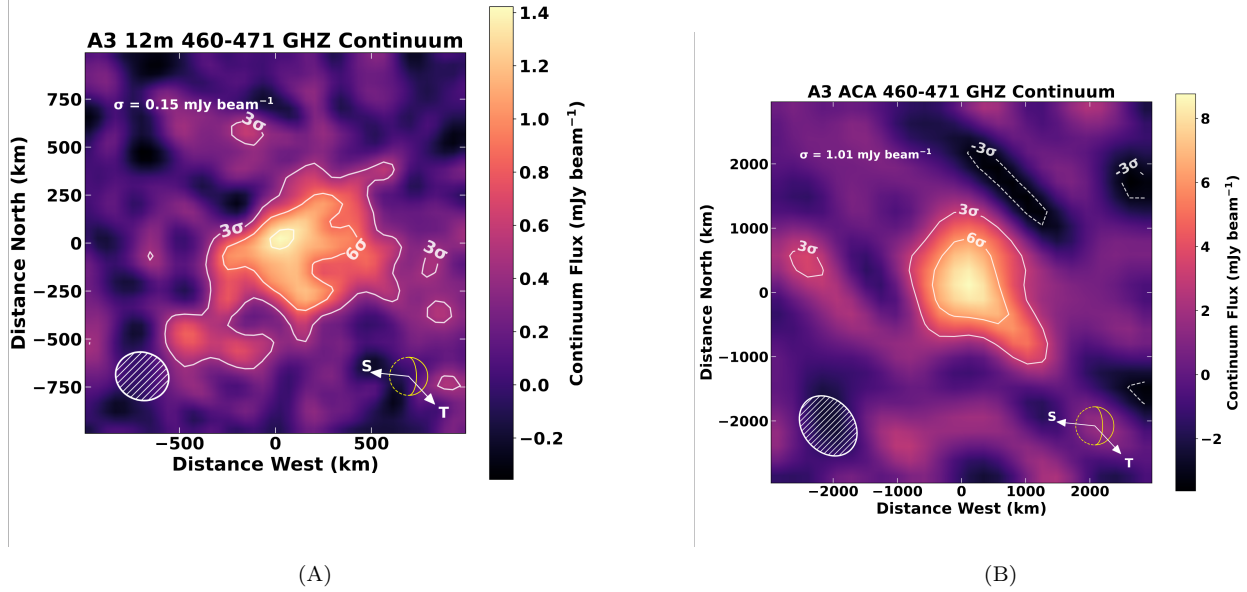 A3 12m 460-471 GHZ Continuum
σ = 0.15 mJy beam⁻¹
3σ
3σ
6σ
3σ
S
T
750
500
250
0
−250
−500
−750
Distance North (km)
−500
0
500
Distance West (km)
1.4
1.2
1.0
0.8
0.6
0.4
0.2
0.0
−0.2
Continuum Flux (mJy beam⁻¹)
(A)
A3 ACA 460-471 GHZ Continuum
σ = 1.01 mJy beam⁻¹
-3σ
-3σ
3σ
6σ
3σ
S
T
2000
1000
0
−1000
−2000
Distance North (km)
−2000
−1000
0
1000
2000
Distance West (km)
8
6
4
2
0
−2
Continuum Flux (mJy beam⁻¹)
(B)